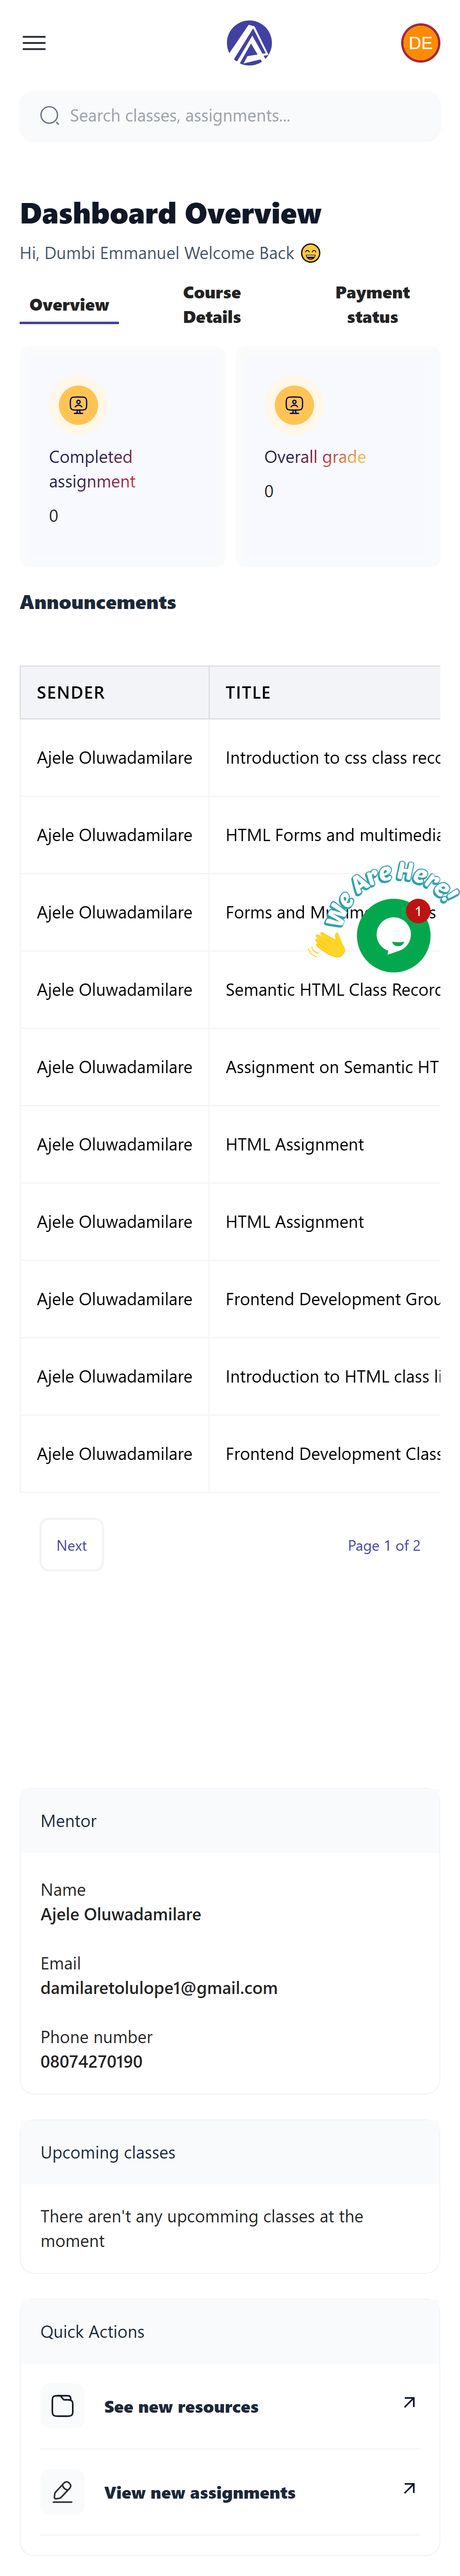 DE
Search classes, assignments...
Dashboard Overview
Hi, Dumbi Emmanuel Welcome Back 😄
Overview
Course
Details
Payment
status
Completed
assignment
0
Overall grade
0
Announcements
SENDER TITLE
Ajele Oluwadamilare Introduction to css class reco
Ajele Oluwadamilare HTML Forms and multimedia
We Are Here!
1
Ajele Oluwadamilare Forms and
Ajele Oluwadamilare Semantic HTML Class Record
Ajele Oluwadamilare Assignment on Semantic HT
Ajele Oluwadamilare HTML Assignment
Ajele Oluwadamilare HTML Assignment
Ajele Oluwadamilare Frontend Development Grou
Ajele Oluwadamilare Introduction to HTML class li
Ajele Oluwadamilare Frontend Development Class
Next Page 1 of 2
Mentor
Name
Ajele Oluwadamilare
Email
damilaretolulope1@gmail.com
Phone number
08074270190
Upcoming classes
There aren't any upcomming classes at the
moment
Quick Actions
See new resources
View new assignments